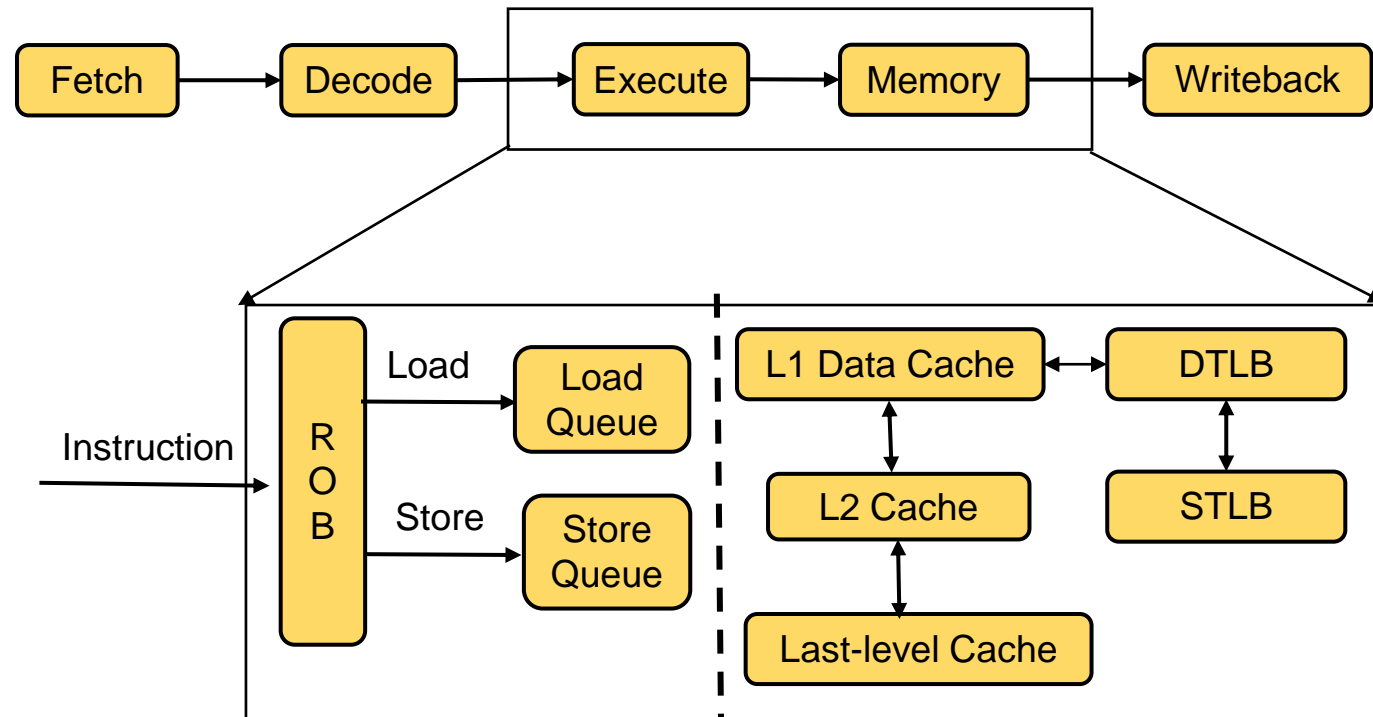 Fetch
Decode
Execute
Memory
Writeback
Instruction
R
O
B
Load
Store
Load
Queue
Store
Queue
L1 Data Cache
DTLB
L2 Cache
STLB
Last-level Cache